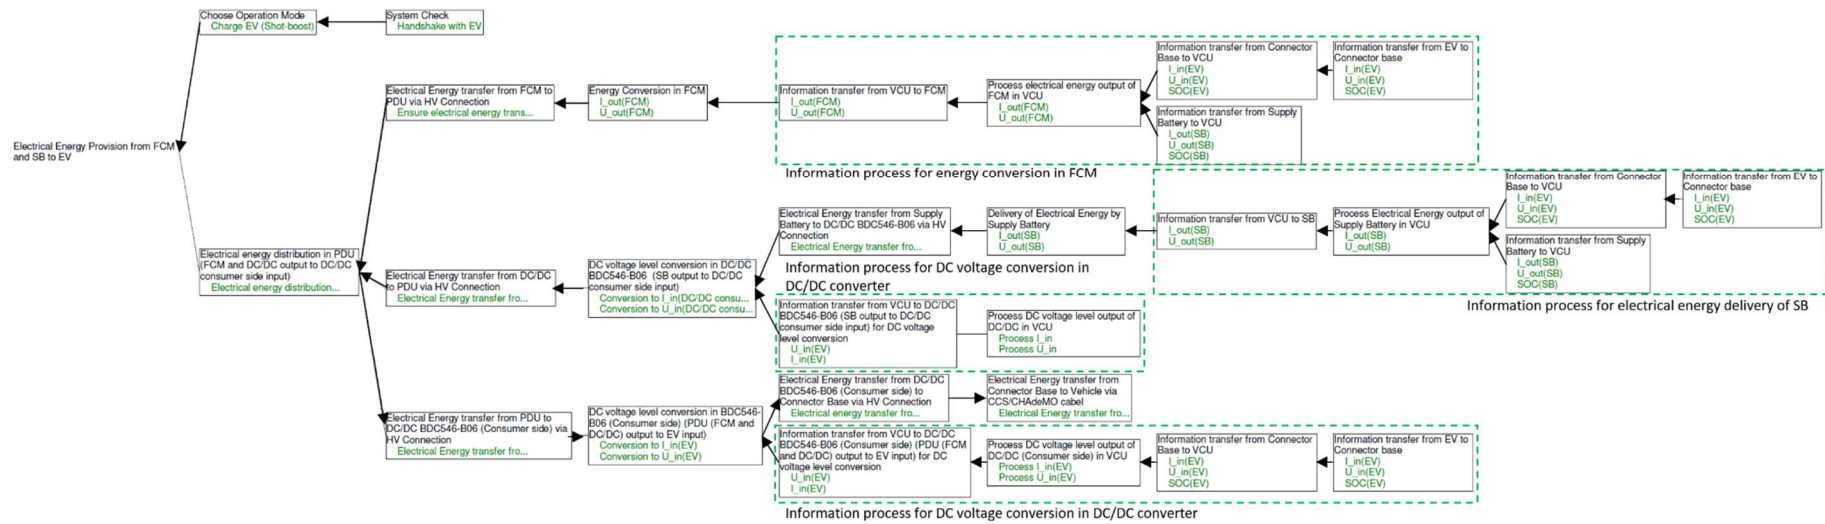 Electrical Energy Provision from FCM
and SB to EV
Choose Operation Mode
Charge EV (Shot-boost)
System Check
Handshake with EV
Electrical energy distribution in PDU
(FCM and DC/DC output to DC/DC
consumer side input)
Electrical energy distribution...
Electrical Energy transfer from FCM to
PDU via HV Connection
Ensure electrical energy trans...
Energy Conversion in FCM
I_out(FCM)
U_out(FCM)
Information transfer from VCU to FCM
I_out(FCM)
U_out(FCM)
Process electrical energy output of
FCM in VCU
I_out(FCM)
U_out(FCM)
Information transfer from Connector
Base to VCU
I_in(EV)
U_in(EV)
SOC(EV)
Information transfer from EV to
Connector base
I_in(EV)
U_in(EV)
SOC(EV)
Information transfer from Supply
Battery to VCU
I_out(SB)
U_out(SB)
SOC(SB)
Information process for energy conversion in FCM
Electrical Energy transfer from DC/DC
to PDU via HV Connection
Electrical Energy transfer fro...
DC voltage level conversion in DC/DC
BDC546-B06 (SB output to DC/DC
consumer side input)
Conversion to I_in(DC/DC consu...
Conversion to U_in(DC/DC consu...
Electrical Energy transfer from Supply
Battery to DC/DC BDC546-B06 via HV
Connection
Electrical Energy transfer fro...
Delivery of Electrical Energy by
Supply Battery
I_out(SB)
U_out(SB)
Information transfer from VCU to SB
I_out(SB)
U_out(SB)
Process Electrical Energy output of
Supply Battery in VCU
I_out(SB)
U_out(SB)
Information transfer from Connector
Base to VCU
I_in(EV)
U_in(EV)
SOC(EV)
Information transfer from EV to
Connector base
I_in(EV)
U_in(EV)
SOC(EV)
Information transfer from Supply
Battery to VCU
I_out(SB)
U_out(SB)
SOC(SB)
Information process for electrical energy delivery of SB
Information process for DC voltage conversion in
DC/DC converter
Information transfer from VCU to DC/DC
BDC546-B06 (SB output to DC/DC
consumer side input) for DC voltage
level conversion
U_in(EV)
I_in(EV)
Process DC voltage level output of
DC/DC in VCU
Process I_in
Process U_in
Electrical Energy transfer from PDU to
DC/DC BDC546-B06 (Consumer side) via
HV Connection
Electrical Energy transfer fro...
DC voltage level conversion in BDC546-
B06 (Consumer side) (PDU (FCM and
DC/DC) output to EV input)
Conversion to I_in(EV)
Conversion to U_in(EV)
Electrical Energy transfer from DC/DC
BDC546-B06 (Consumer side) to
Connector Base via HV Connection
Electrical energy transfer fro...
Electrical Energy transfer from
Connector Base to Vehicle via
CCS/CHAdeMO cabel
Electrical Energy transfer fro...
Information transfer from VCU to DC/DC
BDC546-B06 (Consumer side) (PDU (FCM
and DC/DC) output to EV input) for DC
voltage level conversion
U_in(EV)
I_in(EV)
Process DC voltage level output of
DC/DC (Consumer side) in VCU
Process I_in(EV)
Process U_in(EV)
Information transfer from Connector
Base to VCU
I_in(EV)
U_in(EV)
SOC(EV)
Information transfer from EV to
Connector base
I_in(EV)
U_in(EV)
SOC(EV)
Information process for DC voltage conversion in DC/DC converter